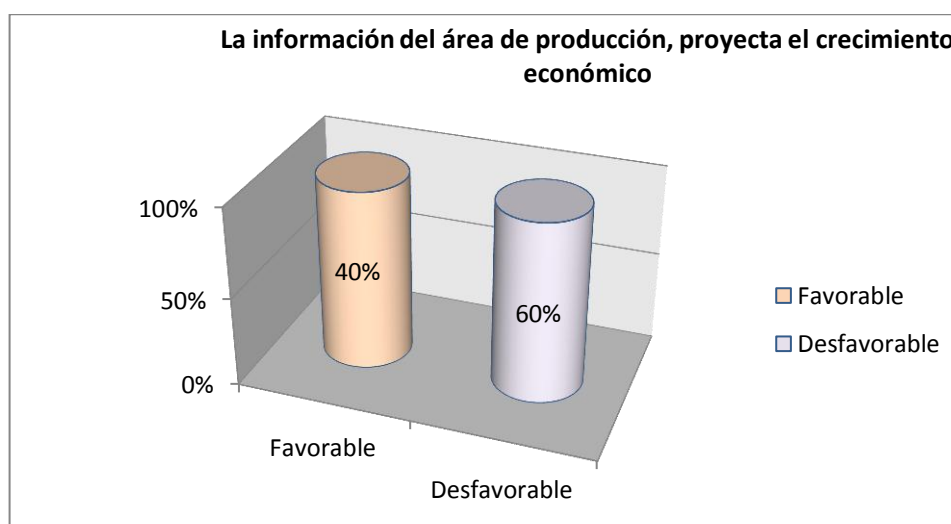 La información del área de producción, proyecta el crecimiento
económico
100%
50%
0%
40%
60%
Favorable
Desfavorable
Favorable
Desfavorable